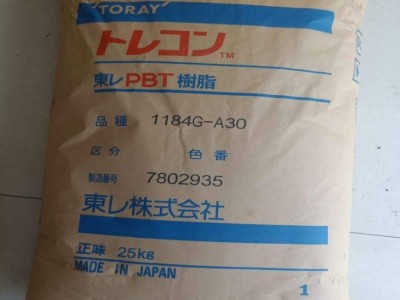 TORAY
トレコン™
東レPBT樹脂
品種 1184G-A30
区分 色番
製造番号 7802935
東レ株式会社
正味 25kg
MADE IN JAPAN
1